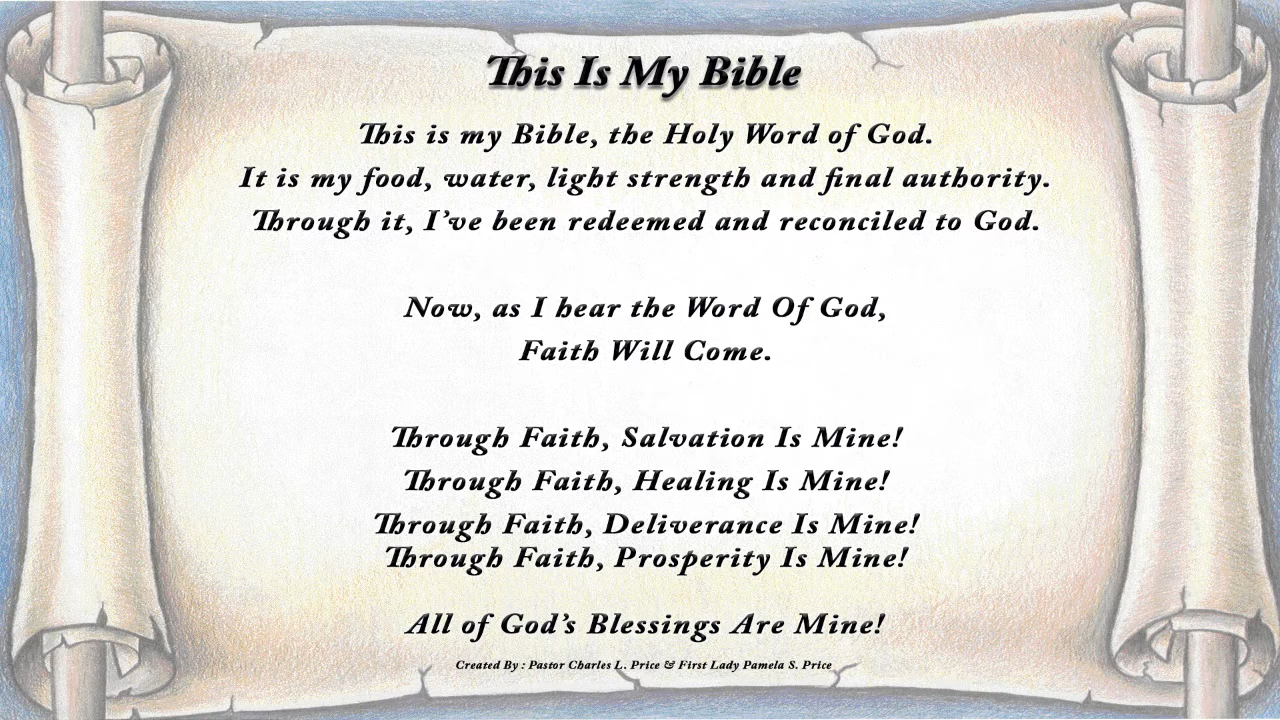 This Is My Bible
This is my Bible, the Holy Word of God.
It is my food, water, light strength and final authority.
Through it, I've been redeemed and reconciled to God.
Now, as I hear the Word Of God,
Faith Will Come.
Through Faith, Salvation Is Mine!
Through Faith, Healing Is Mine!
Through Faith, Deliverance Is Mine!
Through Faith, Prosperity Is Mine!
All of God's Blessings Are Mine!
Created By : Pastor Charles L. Price & First Lady Pamela S. Price